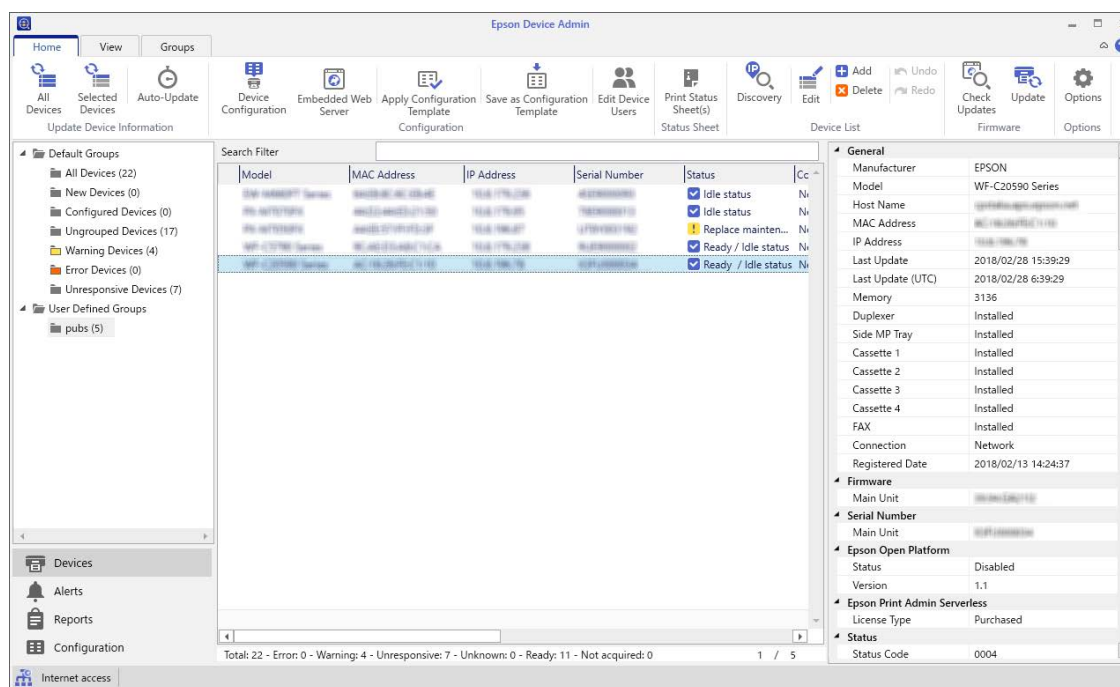 Epson Device Admin
Home View Groups
All Devices
Selected Devices
Auto-Update
Update Device Information
Device Configuration
Embedded Web Server
Apply Configuration Template
Save as Configuration Template
Edit Device Users
Configuration
Print Status Sheet(s)
Status Sheet
IP
Discovery
Edit
Add
Delete
Undo
Redo
Device List
Check Updates
Update
Firmware
Options
Options
Default Groups
All Devices (22)
New Devices (0)
Configured Devices (0)
Ungrouped Devices (17)
Warning Devices (4)
Error Devices (0)
Unresponsive Devices (7)
User Defined Groups
pubs (5)
Devices
Alerts
Reports
Configuration
Search Filter
Model MAC Address IP Address Serial Number Status Cc
Idle status
Idle status
Replace mainten...
Ready / Idle status
Ready / Idle status
Total: 22 - Error: 0 - Warning: 4 - Unresponsive: 7 - Unknown: 0 - Ready: 11 - Not acquired: 0 1 / 5
General
Manufacturer EPSON
Model WF-C20590 Series
Host Name
MAC Address
IP Address
Last Update 2018/02/28 15:39:29
Last Update (UTC) 2018/02/28 6:39:29
Memory 3136
Duplexer Installed
Side MP Tray Installed
Cassette 1 Installed
Cassette 2 Installed
Cassette 3 Installed
Cassette 4 Installed
FAX Installed
Connection Network
Registered Date 2018/02/13 14:24:37
Firmware
Main Unit
Serial Number
Main Unit
Epson Open Platform
Status Disabled
Version 1.1
Epson Print Admin Serverless
License Type Purchased
Status
Status Code 0004
Internet access